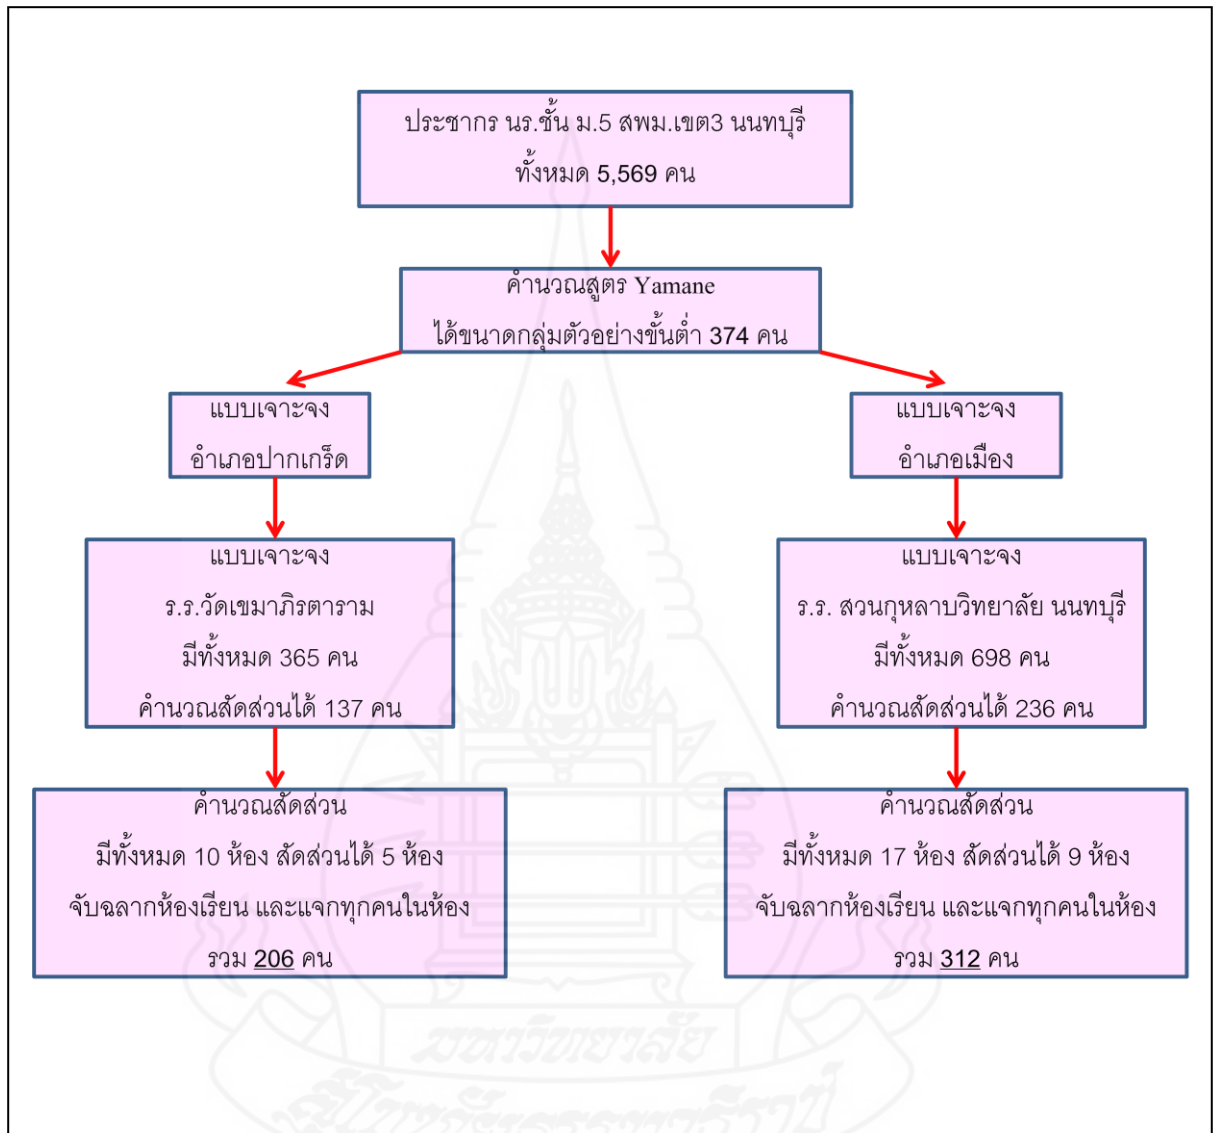 ประชากร นร.ชั้น ม.5 สพม.เขต3 นนทบุรี
ทั้งหมด 5,569 คน
คำนวณสูตร Yamane
ได้ขนาดกลุ่มตัวอย่างขั้นต่ำ 374 คน
แบบเจาะจง
อำเภอปากเกร็ด
แบบเจาะจง
อำเภอเมือง
แบบเจาะจง
ร.ร.วัดเขมาภิรตาราม
มีทั้งหมด 365 คน
คำนวณสัดส่วนได้ 137 คน
แบบเจาะจง
ร.ร. สวนกุหลาบวิทยาลัย นนทบุรี
มีทั้งหมด 698 คน
คำนวณสัดส่วนได้ 236 คน
คำนวณสัดส่วน
มีทั้งหมด 10 ห้อง สัดส่วนได้ 5 ห้อง
จับฉลากห้องเรียน และแจกทุกคนในห้อง
รวม 206 คน
คำนวณสัดส่วน
มีทั้งหมด 17 ห้อง สัดส่วนได้ 9 ห้อง
จับฉลากห้องเรียน และแจกทุกคนในห้อง
รวม 312 คน
มหาวิทยาลัย